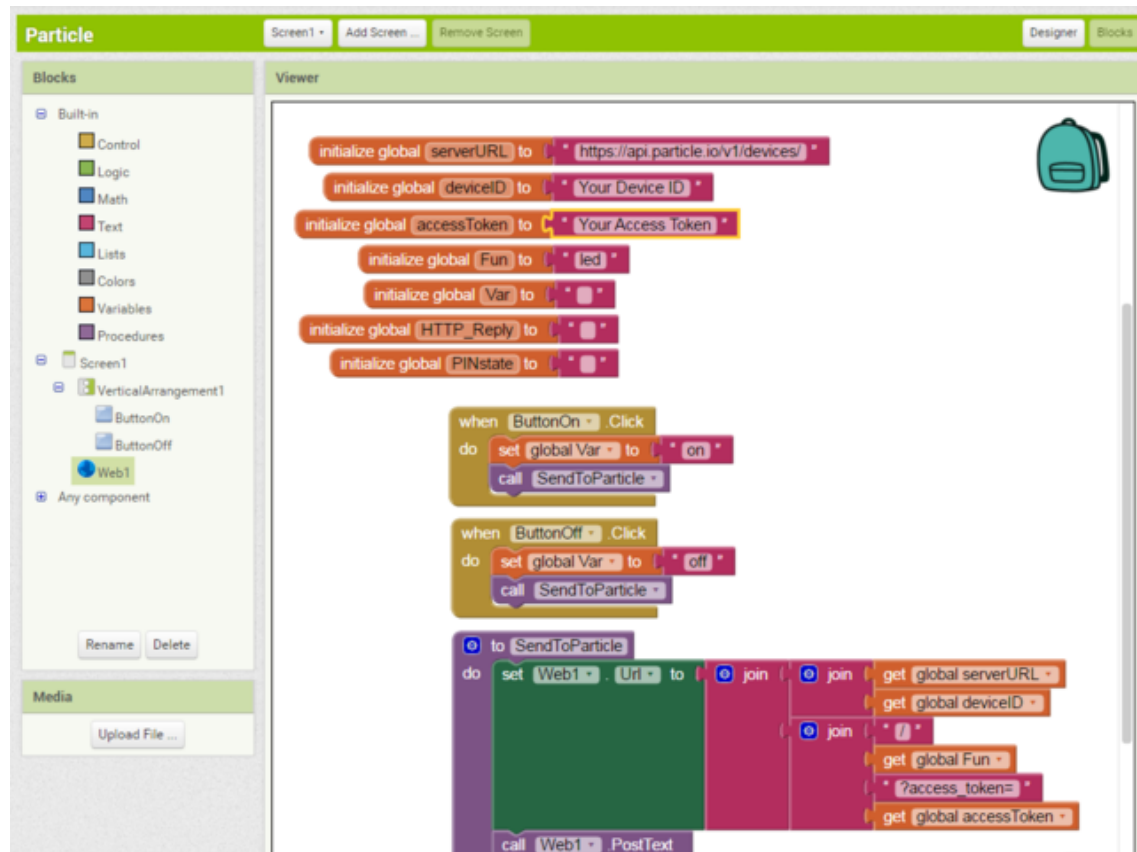 Particle
Screen1
Add Screen ...
Remove Screen
Designer
Blocks
Blocks
Viewer
Built-in
Control
Logic
Math
Text
Lists
Colors
Variables
Procedures
Screen1
VerticalArrangement1
ButtonOn
ButtonOff
Web1
Any component
Rename
Delete
Media
Upload File ...
initialize global serverURL to " https://api.particle.io/v1/devices/ "
initialize global deviceID to " Your Device ID "
initialize global accessToken to " Your Access Token "
initialize global Fun to " led "
initialize global Var to " "
initialize global HTTP_Reply to " "
initialize global PINstate to " "
when ButtonOn .Click
do set global Var to " on "
call SendToParticle
when ButtonOff .Click
do set global Var to " off "
call SendToParticle
to SendToParticle
do set Web1 . Url to join join get global serverURL
get global deviceID
join " / "
get global Fun
" ?access_token= "
get global accessToken
call Web1 .PostText